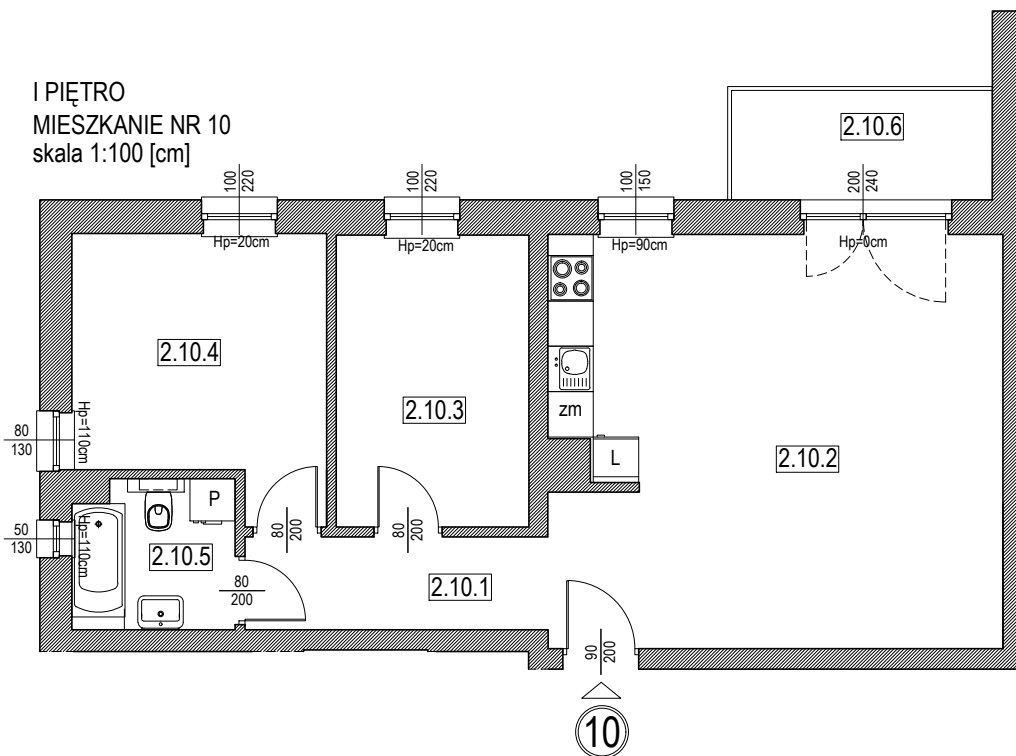 I PIĘTRO
MIESZKANIE NR 10
skala 1:100 [cm]
2.10.6
100
220
100
220
100
150
200
240
Hp=20cm
Hp=20cm
Hp=90cm
Hp=0cm
2.10.4
2.10.3
zm
L
2.10.2
80
130
Hp=110cm
P
50
130
Hp=110cm
2.10.5
80
200
80
200
80
200
2.10.1
90
200
10